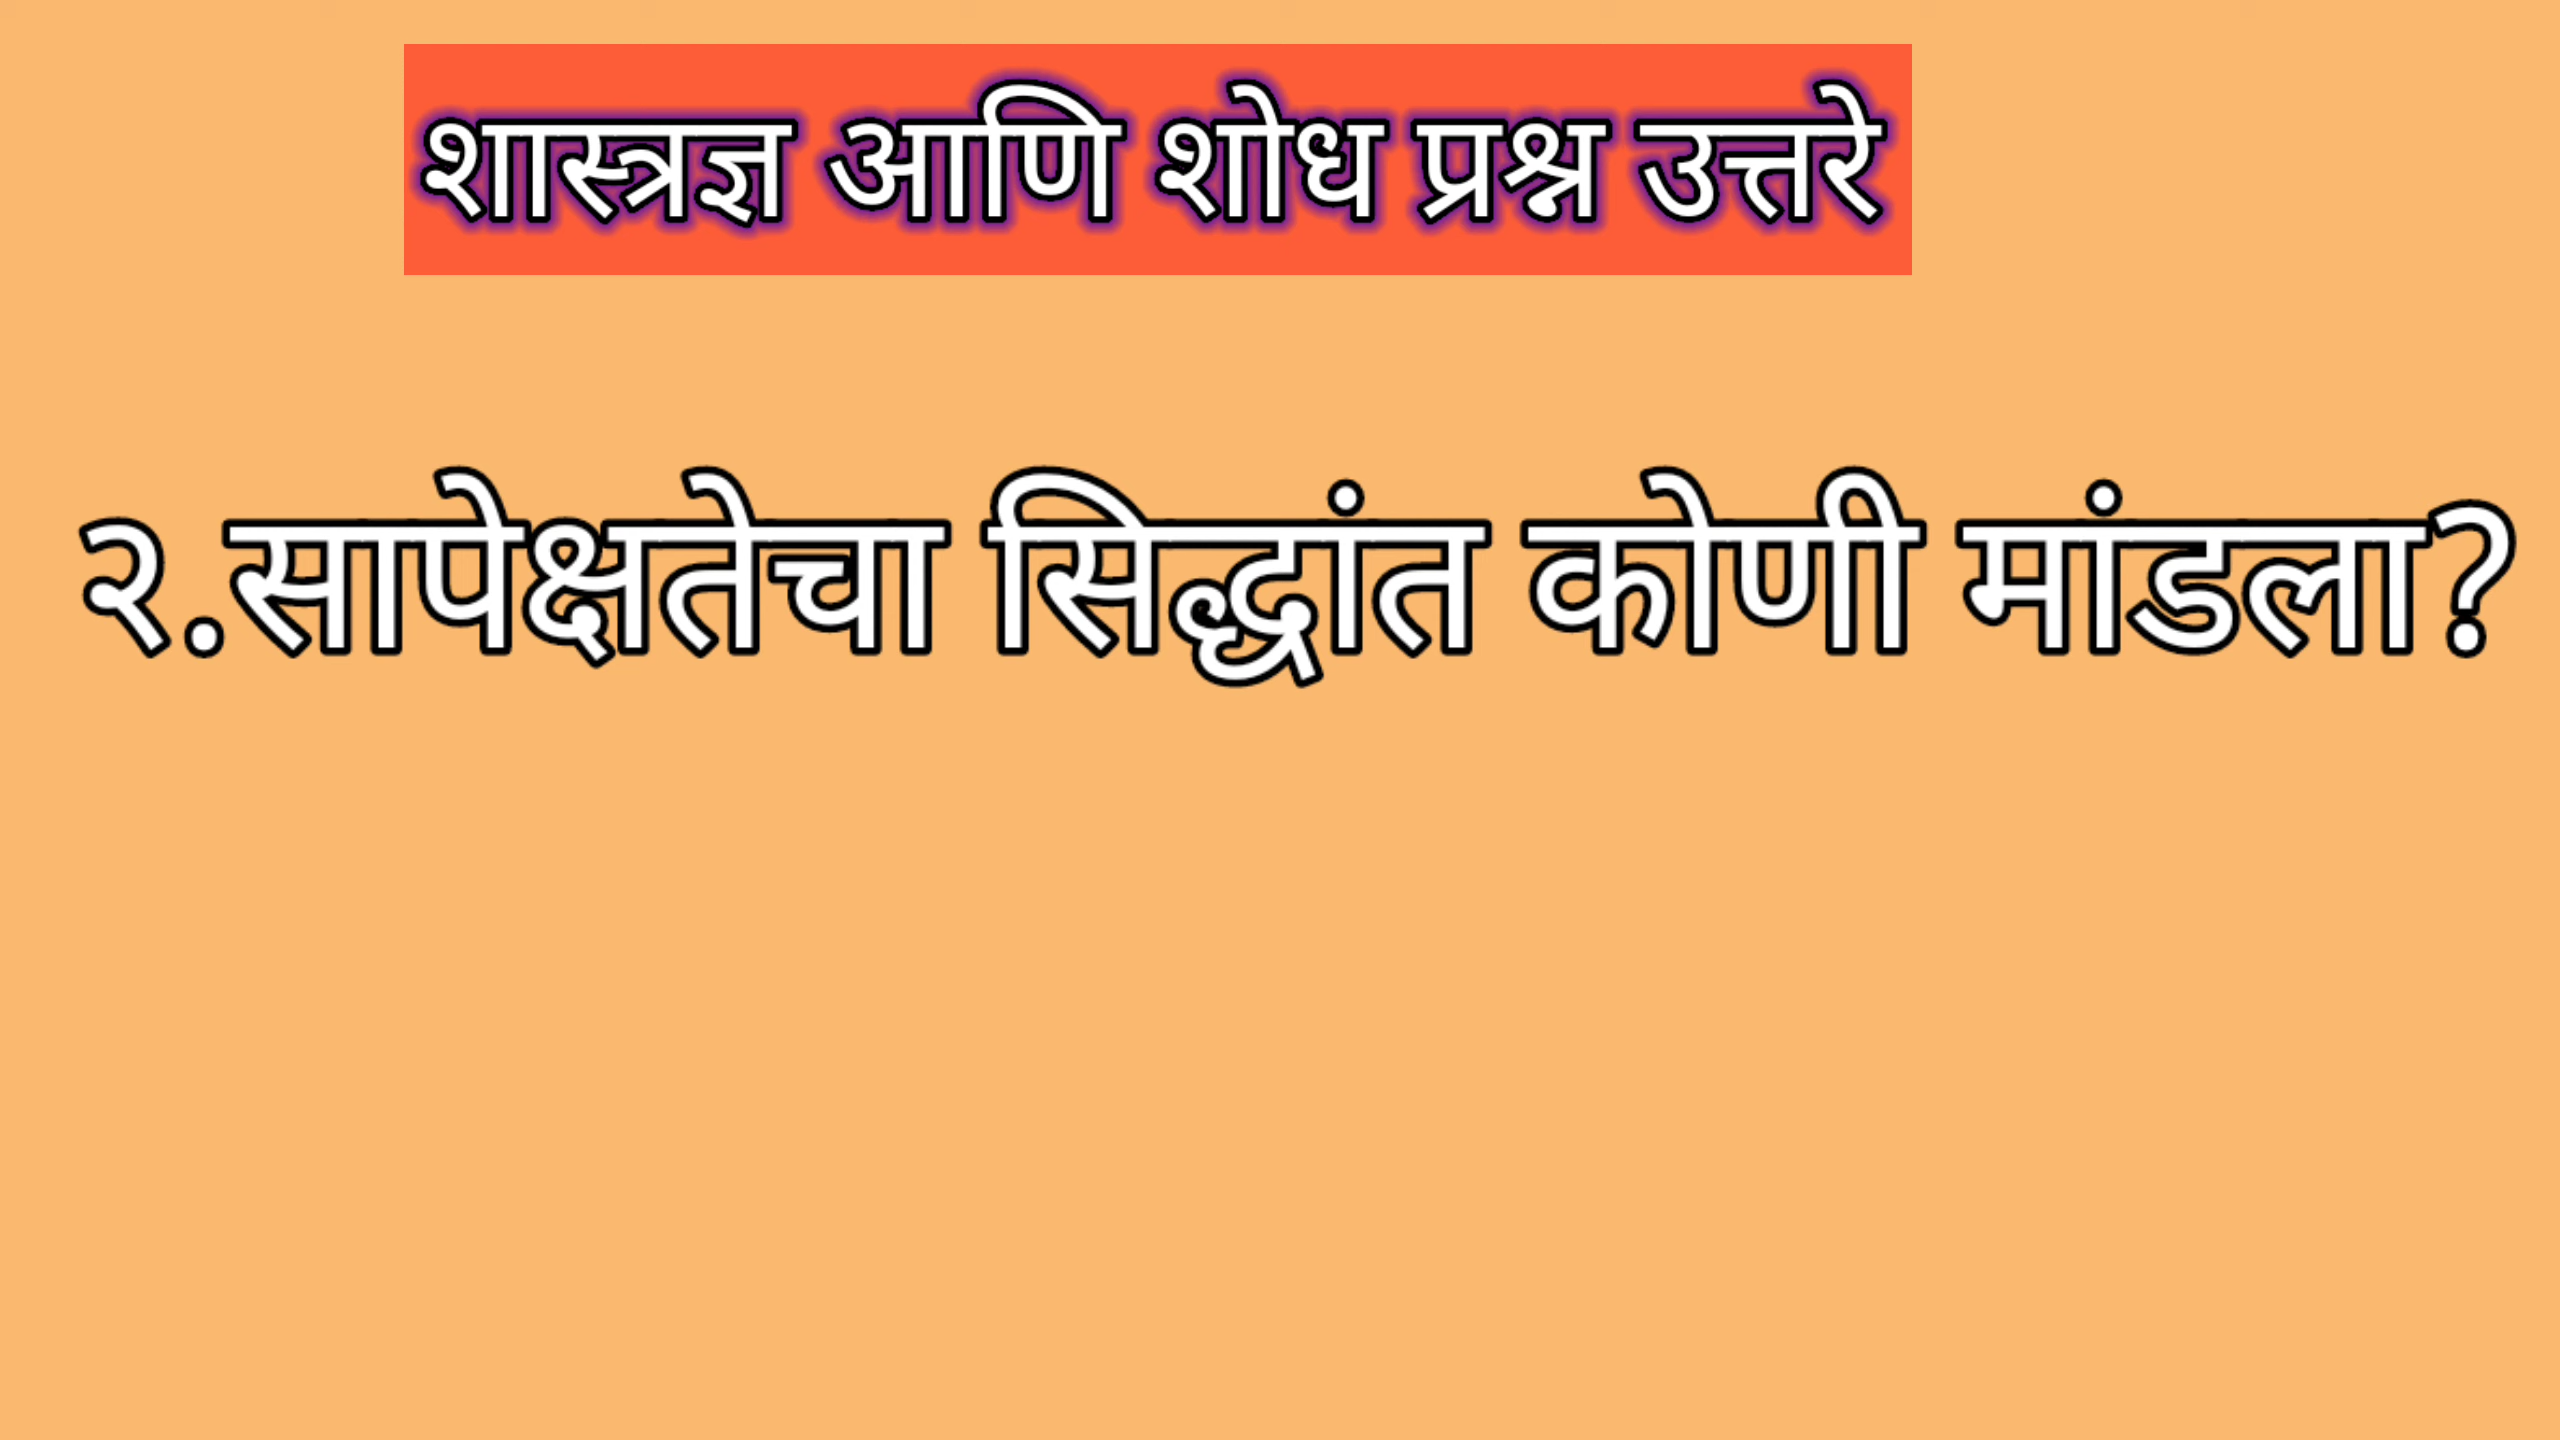 शास्त्रज्ञ आणि शोध प्रश्न उत्तरे
२.सापेक्षतेचा सिद्धांत कोणी मांडला?